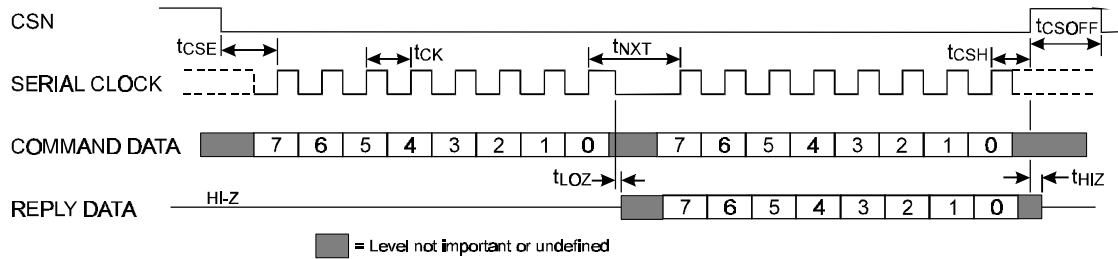 CSN
tCSOFF
tCSE
tCK
tNXT
tCSH
SERIAL CLOCK
COMMAND DATA
7 6 5 4 3 2 1 0 7 6 5 4 3 2 1 0
tLOZ
tHIZ
REPLY DATA
HI-Z
7 6 5 4 3 2 1 0
= Level not important or undefined